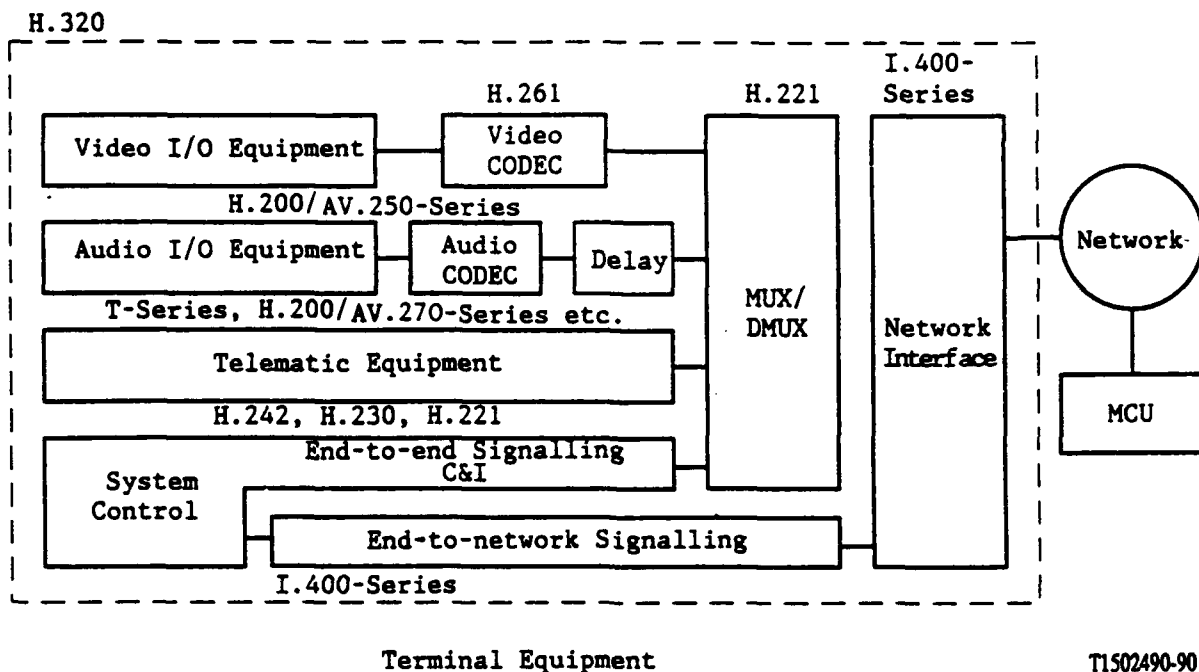 H.320
I.400-
Series
H.261
H.221
Video I/O Equipment
Video
CODEC
H.200/AV.250-Series
Audio I/O Equipment
Audio
CODEC
Delay
MUX/
DMUX
Network
Interface
Network
T-Series, H.200/AV.270-Series etc.
Telematic Equipment
MCU
H.242, H.230, H.221
End-to-end Signalling
C&I
System
Control
End-to-network Signalling
I.400-Series
Terminal Equipment
T1502490-90